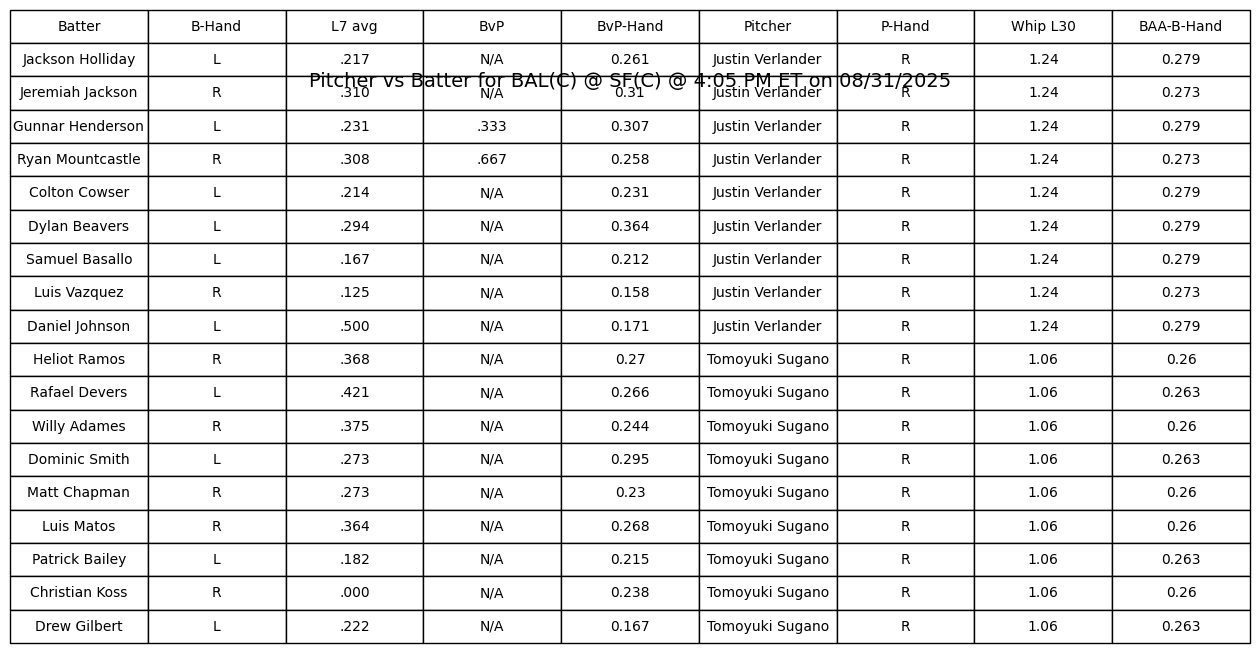 Batter B-Hand L7 avg BvP BvP-Hand Pitcher P-Hand Whip L30 BAA-B-Hand
Jackson Holliday L .217 N/A 0.261 Justin Verlander R 1.24 0.279
Pitcher vs Batter for BAL(C) @ SF(C) @ 4:05 PM ET on 08/31/2025
Jeremiah Jackson R .310 N/A 0.31 Justin Verlander R 1.24 0.273
Gunnar Henderson L .231 .333 0.307 Justin Verlander R 1.24 0.279
Ryan Mountcastle R .308 .667 0.258 Justin Verlander R 1.24 0.273
Colton Cowser L .214 N/A 0.231 Justin Verlander R 1.24 0.279
Dylan Beavers L .294 N/A 0.364 Justin Verlander R 1.24 0.279
Samuel Basallo L .167 N/A 0.212 Justin Verlander R 1.24 0.279
Luis Vazquez R .125 N/A 0.158 Justin Verlander R 1.24 0.273
Daniel Johnson L .500 N/A 0.171 Justin Verlander R 1.24 0.279
Heliot Ramos R .368 N/A 0.27 Tomoyuki Sugano R 1.06 0.26
Rafael Devers L .421 N/A 0.266 Tomoyuki Sugano R 1.06 0.263
Willy Adames R .375 N/A 0.244 Tomoyuki Sugano R 1.06 0.26
Dominic Smith L .273 N/A 0.295 Tomoyuki Sugano R 1.06 0.263
Matt Chapman R .273 N/A 0.23 Tomoyuki Sugano R 1.06 0.26
Luis Matos R .364 N/A 0.268 Tomoyuki Sugano R 1.06 0.26
Patrick Bailey L .182 N/A 0.215 Tomoyuki Sugano R 1.06 0.263
Christian Koss R .000 N/A 0.238 Tomoyuki Sugano R 1.06 0.26
Drew Gilbert L .222 N/A 0.167 Tomoyuki Sugano R 1.06 0.263